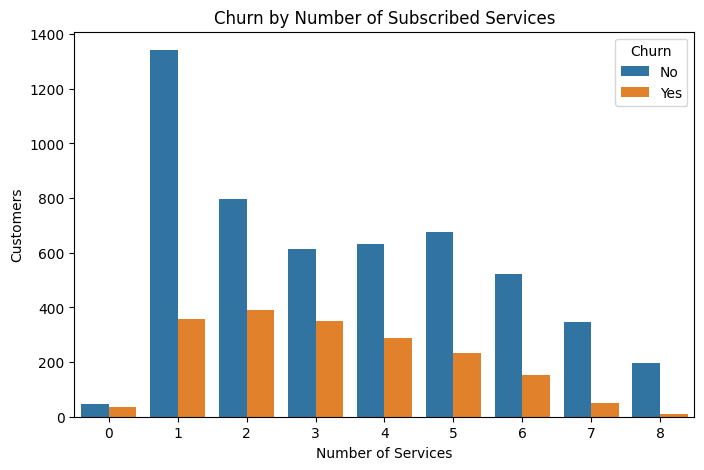 Churn by Number of Subscribed Services
1400
1200
1000
800
600
400
200
0
Customers
Churn
No
Yes
0 1 2 3 4 5 6 7 8
Number of Services